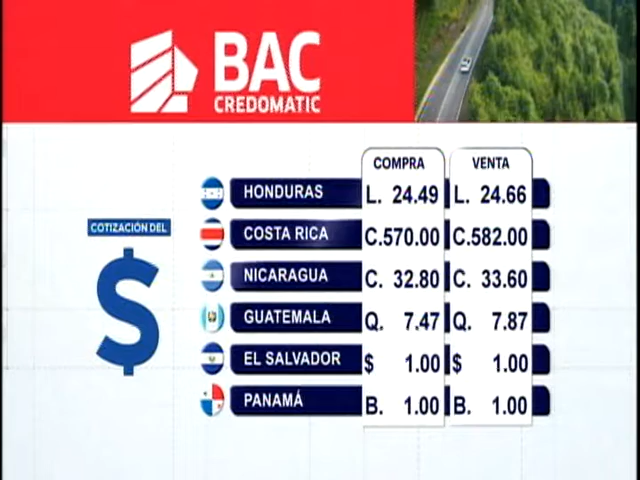 BAC
CREDOMATIC
COMPRA VENTA
HONDURAS L. 24.49 L. 24.66
COTIZACIÓN DEL
$
COSTA RICA C.570.00 C.582.00
NICARAGUA C. 32.80 C. 33.60
GUATEMALA Q. 7.47 Q. 7.87
EL SALVADOR $ 1.00 $ 1.00
PANAMÁ B. 1.00 B. 1.00